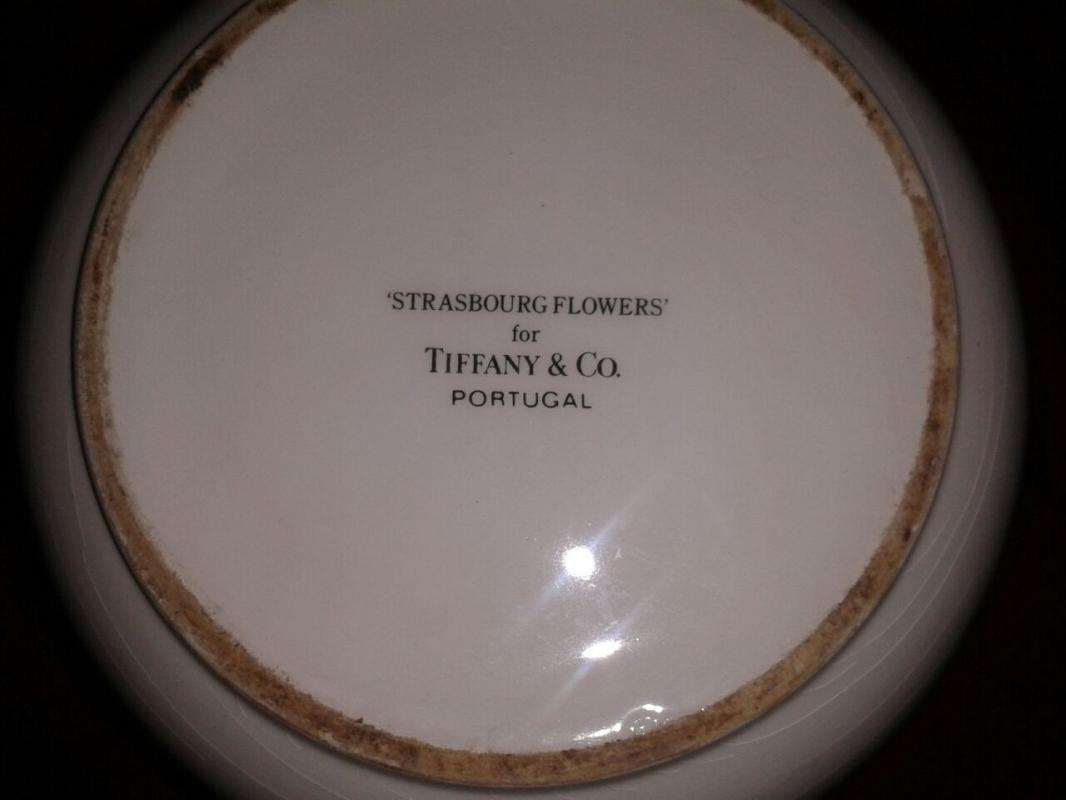 ‘STRASBOURG FLOWERS’
for
TIFFANY & CO.
PORTUGAL